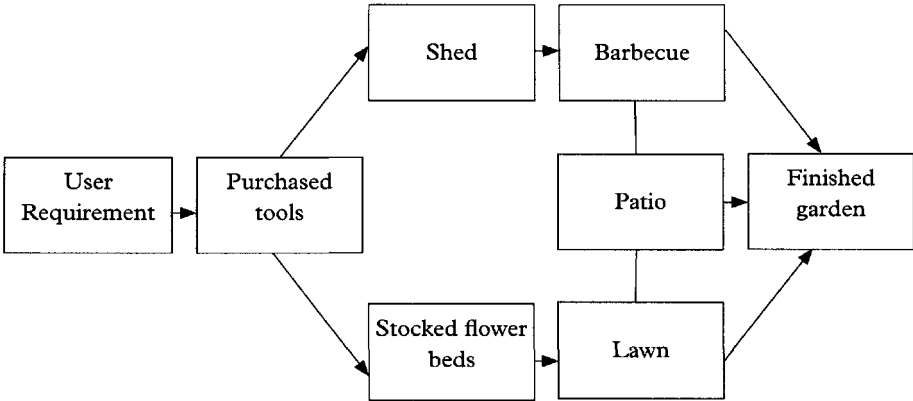 Shed
Barbecue
User
Requirement
Purchased
tools
Patio
Finished
garden
Stocked flower
beds
Lawn